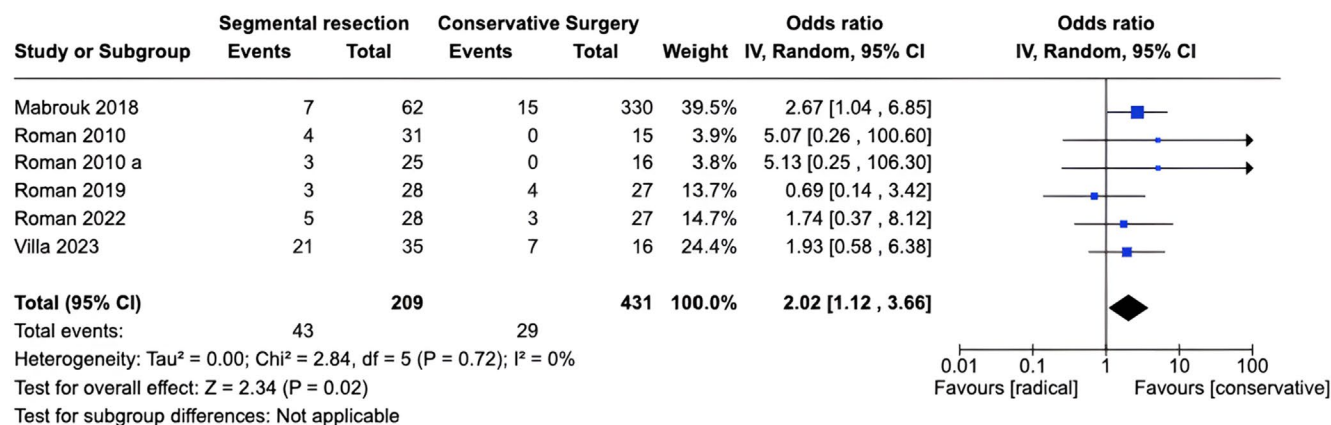 Segmental resection Conservative Surgery Odds ratio Odds ratio
Study or Subgroup Events Total Events Total Weight IV, Random, 95% CI IV, Random, 95% CI
Mabrouk 2018 7 62 15 330 39.5% 2.67 [1.04 , 6.85]
Roman 2010 4 31 0 15 3.9% 5.07 [0.26 , 100.60]
Roman 2010 a 3 25 0 16 3.8% 5.13 [0.25 , 106.30]
Roman 2019 3 28 4 27 13.7% 0.69 [0.14 , 3.42]
Roman 2022 5 28 3 27 14.7% 1.74 [0.37 , 8.12]
Villa 2023 21 35 7 16 24.4% 1.93 [0.58 , 6.38]
Total (95% CI) 209 431 100.0% 2.02 [1.12 , 3.66]
Total events: 43 29
Heterogeneity: Tau² = 0.00; Chi² = 2.84, df = 5 (P = 0.72); I² = 0%
0.01 0.1 1 10 100
Test for overall effect: Z = 2.34 (P = 0.02)
Favours [radical] Favours [conservative]
Test for subgroup differences: Not applicable